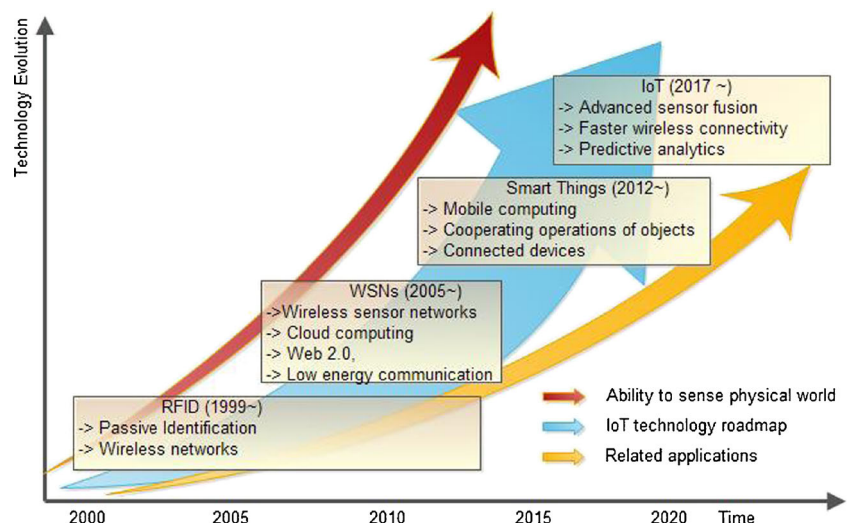 Technology Evolution
IoT (2017 ~)
-> Advanced sensor fusion
-> Faster wireless connectivity
-> Predictive analytics
Smart Things (2012~)
-> Mobile computing
-> Cooperating operations of objects
-> Connected devices
WSNs (2005~)
->Wireless sensor networks
-> Cloud computing
-> Web 2.0,
-> Low energy communication
RFID (1999~)
-> Passive Identification
-> Wireless networks
Ability to sense physical world
IoT technology roadmap
Related applications
2000 2005 2010 2015 2020 Time